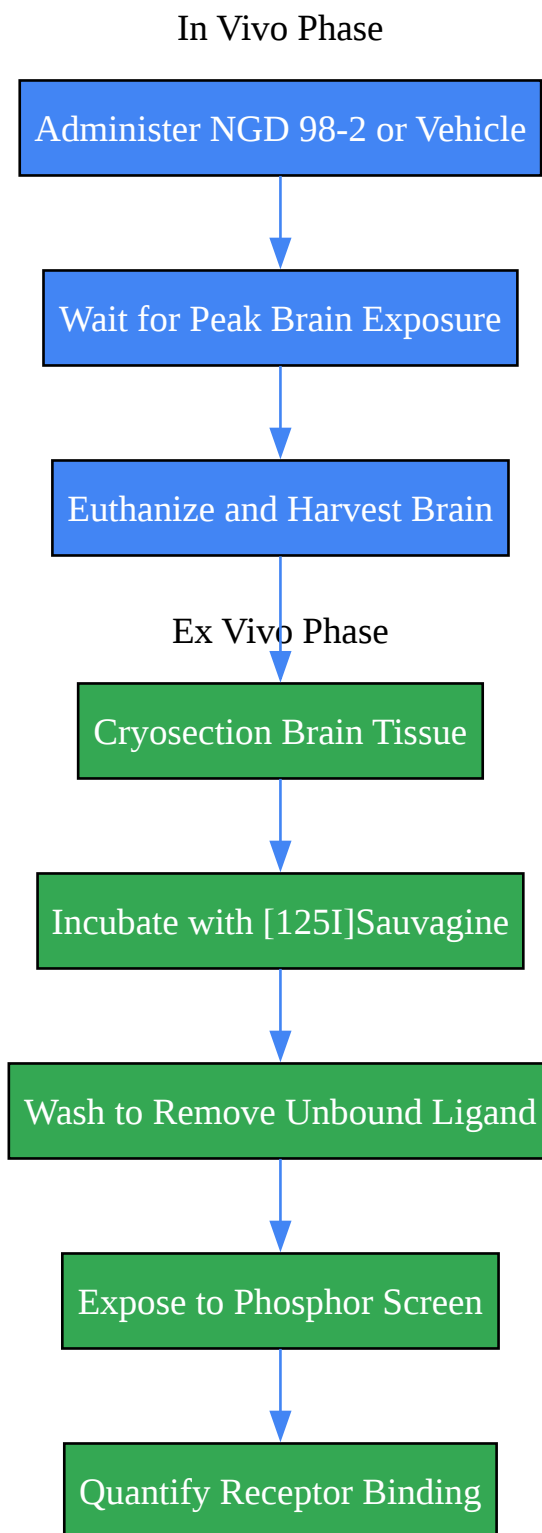 In Vivo Phase
Administer NGD 98-2 or Vehicle
Wait for Peak Brain Exposure
Euthanize and Harvest Brain
Ex Vivo Phase
Cryosection Brain Tissue
Incubate with [125I]Sauvagine
Wash to Remove Unbound Ligand
Expose to Phosphor Screen
Quantify Receptor Binding